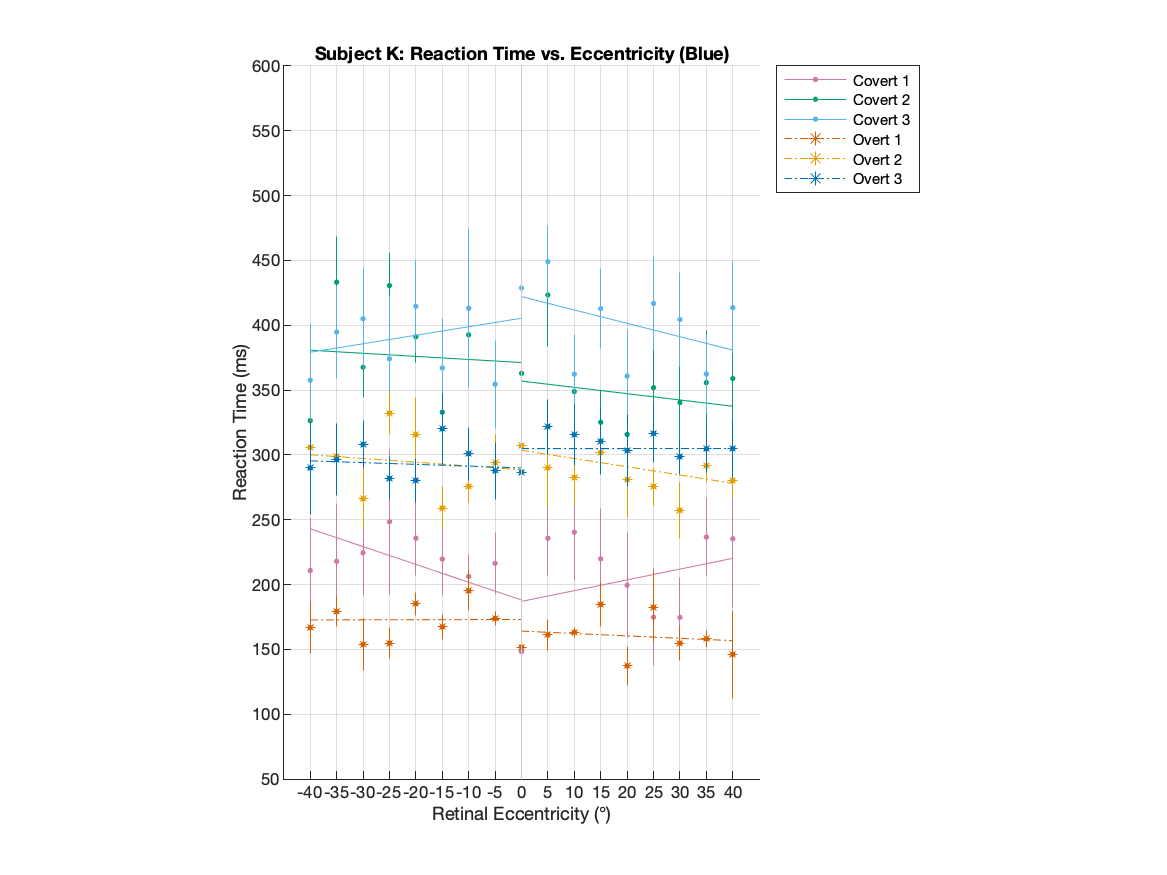 Subject K: Reaction Time vs. Eccentricity (Blue)
600
550
500
450
400
350
300
250
200
150
100
50
Reaction Time (ms)
-40 -35 -30 -25 -20 -15 -10 -5 0 5 10 15 20 25 30 35 40
Retinal Eccentricity (°)
Covert 1
Covert 2
Covert 3
Overt 1
Overt 2
Overt 3